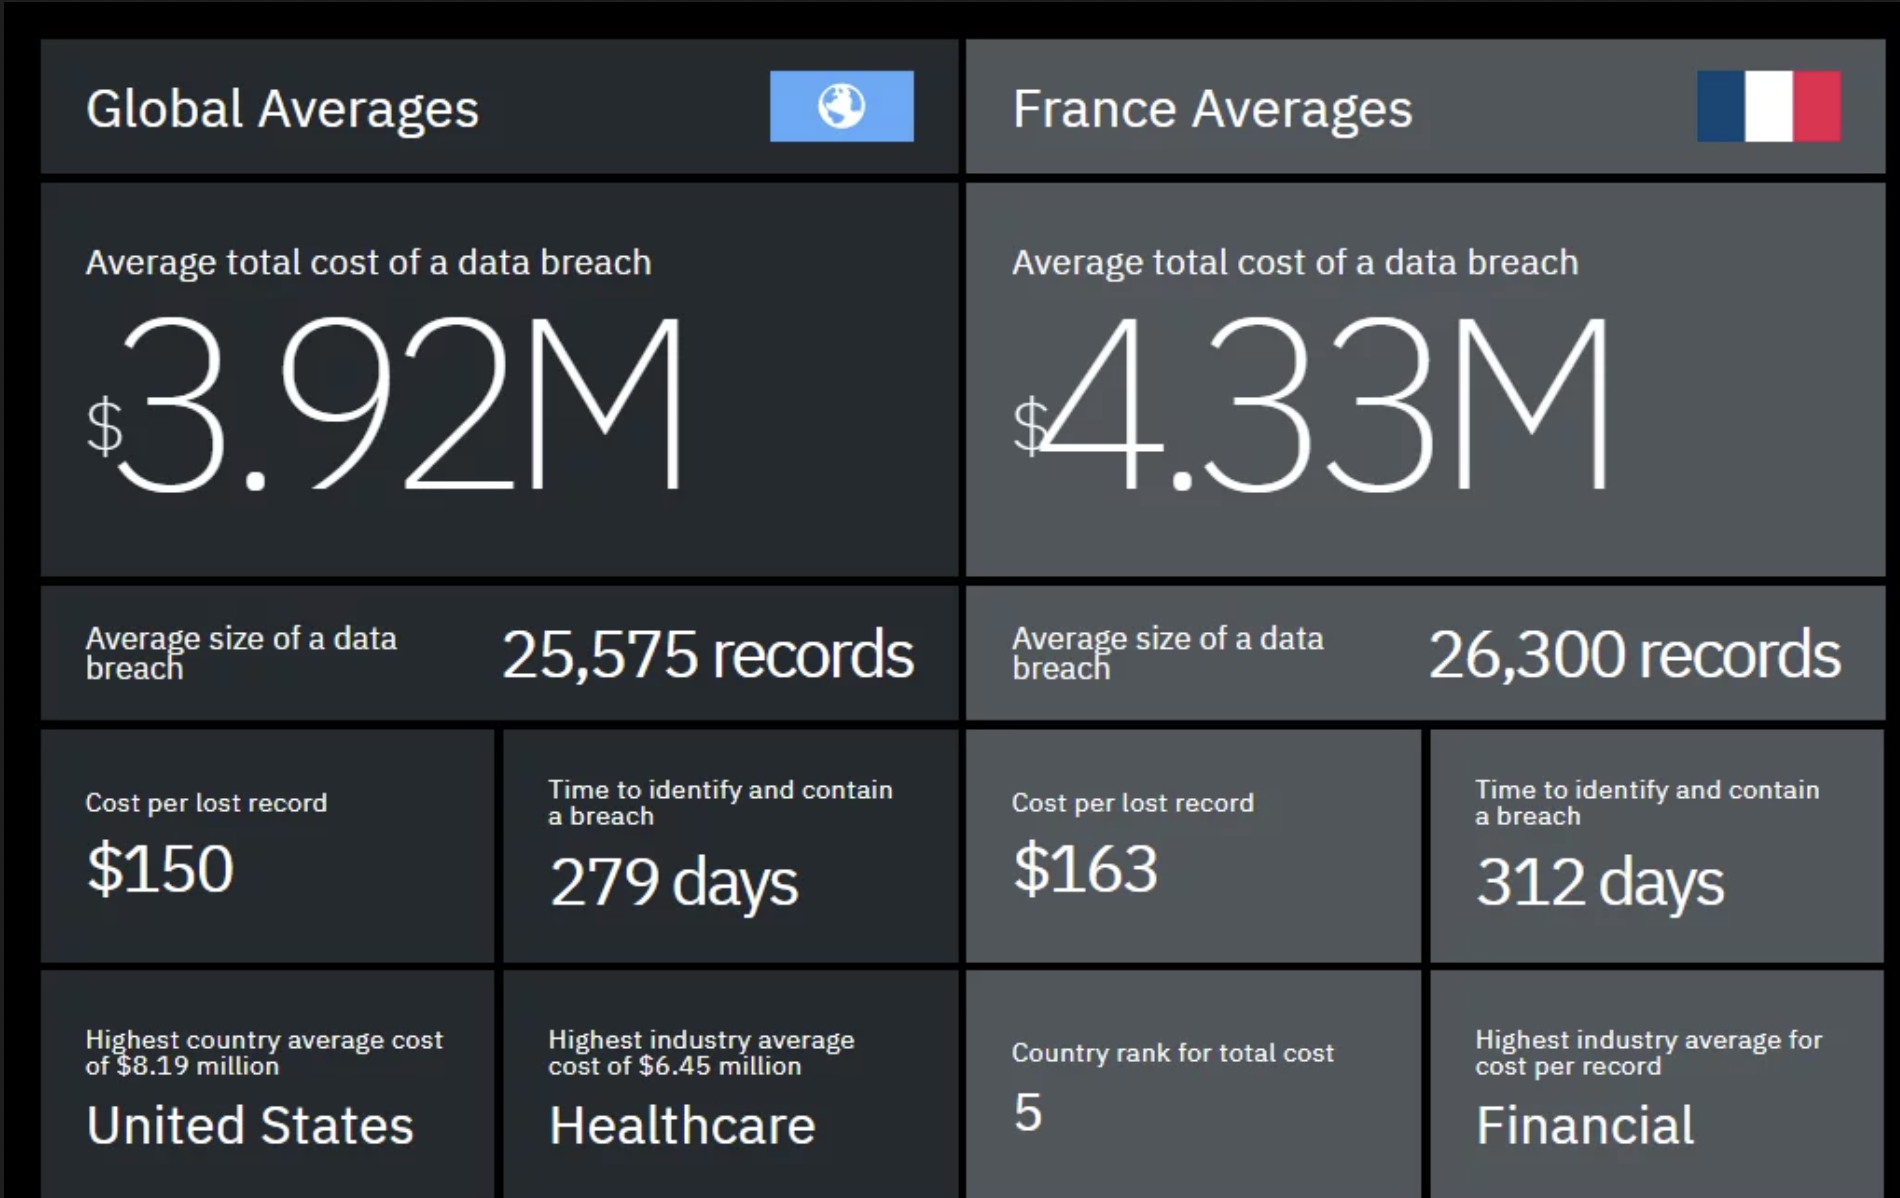 Global Averages
Average total cost of a data breach
$3.92M
Average size of a data
breach
25,575 records
Cost per lost record
$150
Time to identify and contain
a breach
279 days
Highest country average cost
of $8.19 million
United States
Highest industry average
cost of $6.45 million
Healthcare
France Averages
Average total cost of a data breach
$4.33M
Average size of a data
breach
26,300 records
Cost per lost record
$163
Time to identify and contain
a breach
312 days
Country rank for total cost
5
Highest industry average for
cost per record
Financial